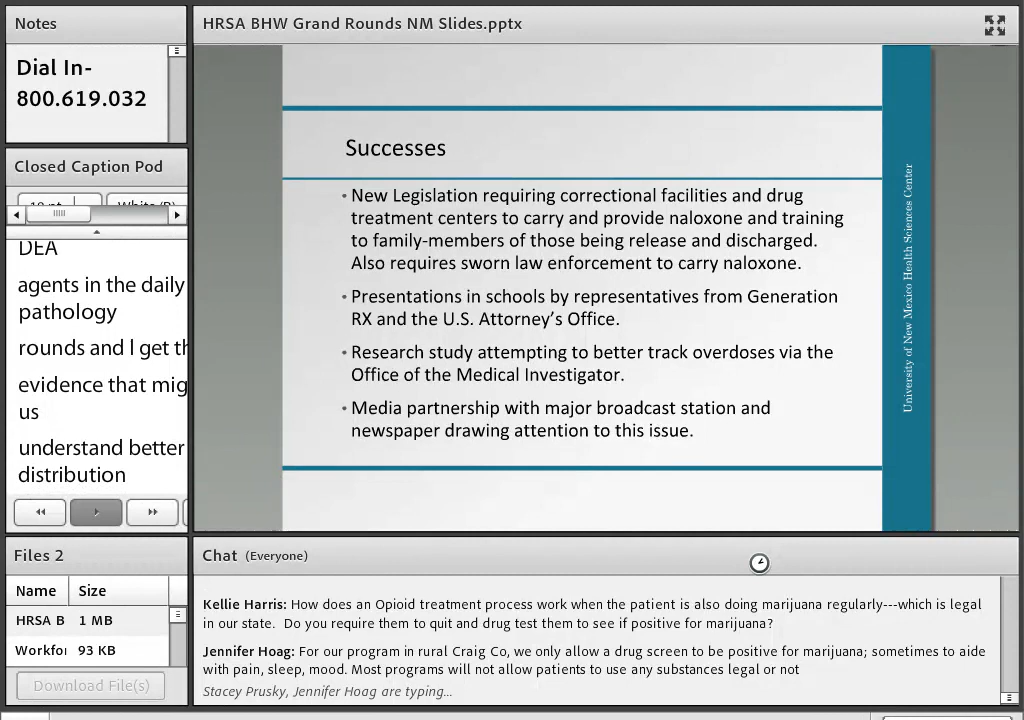 Notes
Dial In-
800.619.032
Closed Caption Pod
DEA
agents in the daily
pathology
rounds and I get th
evidence that mig
us
understand better
distribution
Files 2
Name Size
HRSA B 1 MB
Workfo 93 KB
Download File(s)
HRSA BHW Grand Rounds NM Slides.pptx
Successes
• New Legislation requiring correctional facilities and drug
treatment centers to carry and provide naloxone and training
to family-members of those being release and discharged.
Also requires sworn law enforcement to carry naloxone.
• Presentations in schools by representatives from Generation
RX and the U.S. Attorney's Office.
• Research study attempting to better track overdoses via the
Office of the Medical Investigator.
• Media partnership with major broadcast station and
newspaper drawing attention to this issue.
University of New Mexico Health Sciences Center
Chat (Everyone)
Kellie Harris: How does an Opioid treatment process work when the patient is also doing marijuana regularly---which is legal
in our state. Do you require them to quit and drug test them to see if positive for marijuana?
Jennifer Hoag: For our program in rural Craig Co, we only allow a drug screen to be positive for marijuana; sometimes to aide
with pain, sleep, mood. Most programs will not allow patients to use any substances legal or not
Stacey Prusky, Jennifer Hoag are typing...